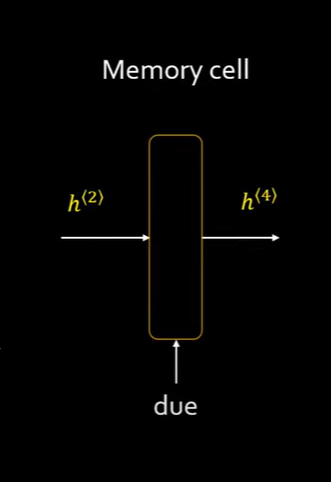 Memory cell
h⟨2⟩ h⟨4⟩
due